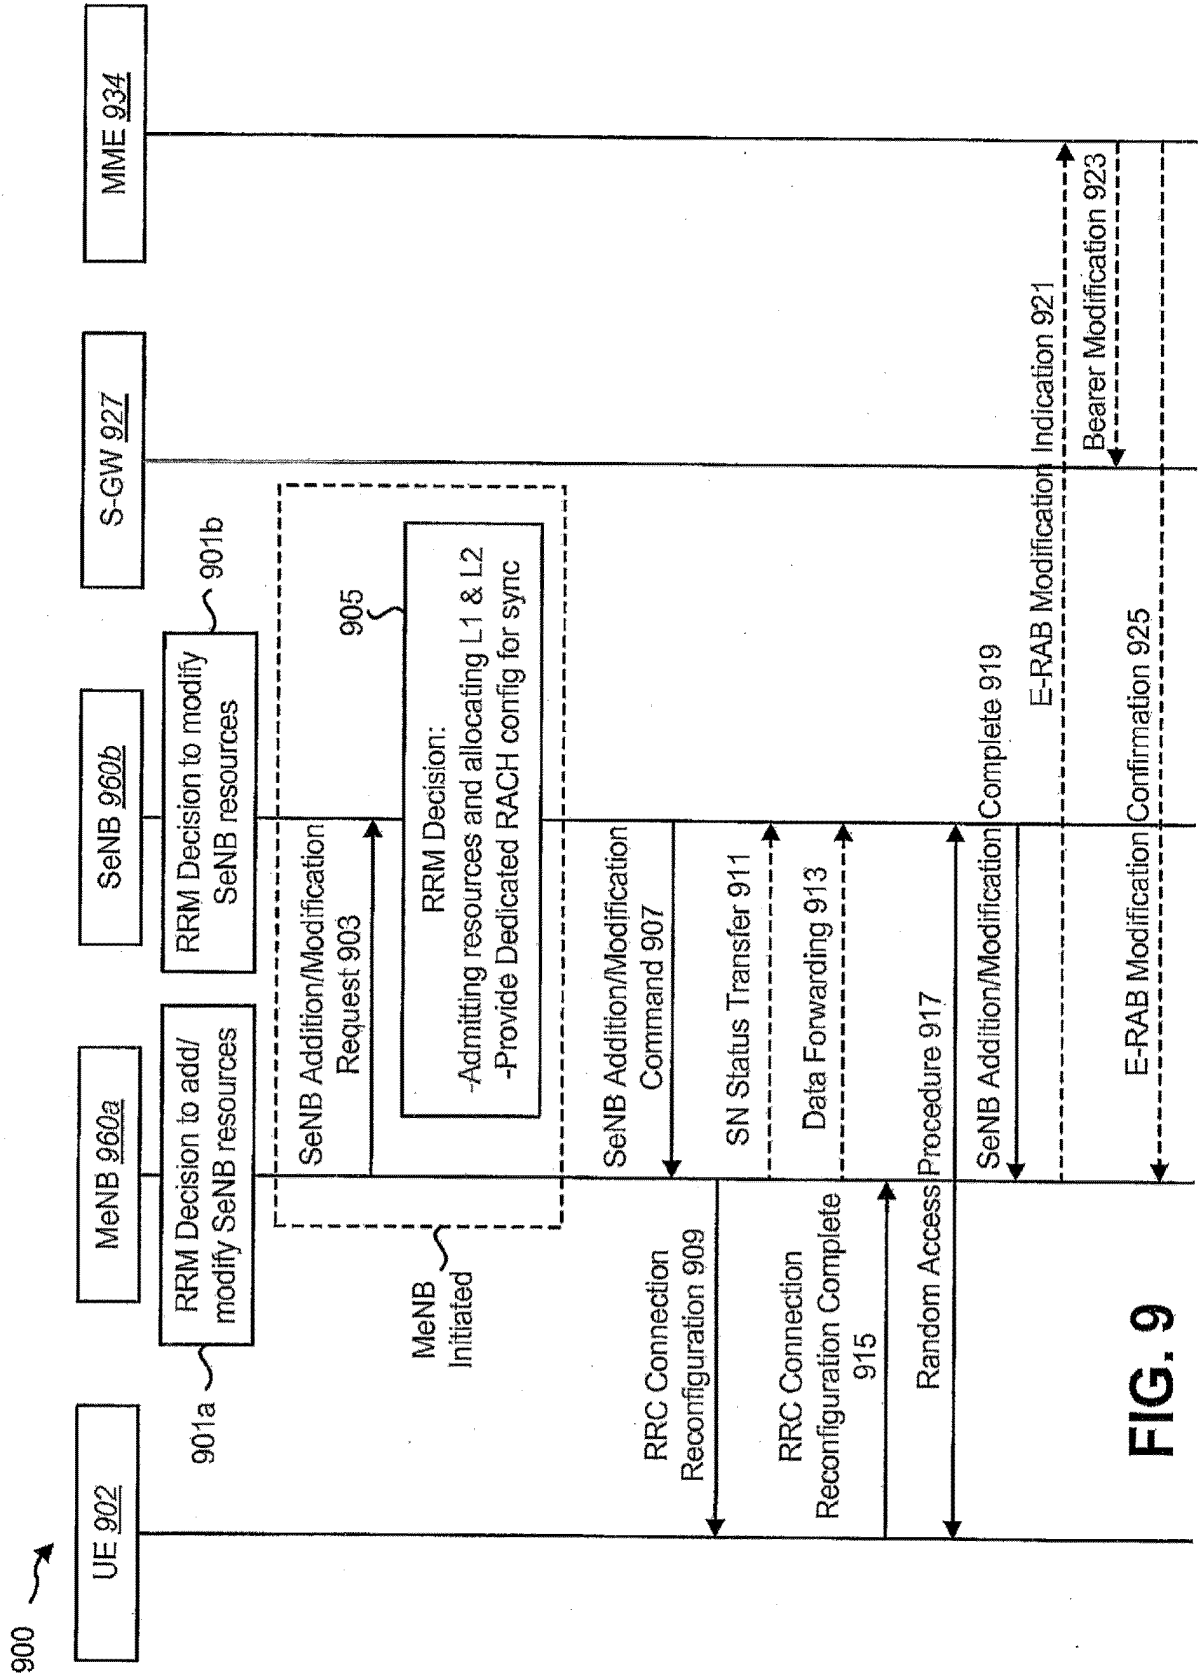 900
UE 902
MeNB 960a
SeNB 960b
S-GW 927
MME 934
901a
RRM Decision to add/
modify SeNB resources
RRM Decision to modify
SeNB resources
901b
MeNB
Initiated
SeNB Addition/Modification
Request 903
905
RRM Decision:
-Admitting resources and allocating L1 & L2
-Provide Dedicated RACH config for sync
SeNB Addition/Modification
Command 907
RRC Connection
Reconfiguration 909
SN Status Transfer 911
Data Forwarding 913
RRC Connection
Reconfiguration Complete
915
Random Access Procedure 917
SeNB Addition/Modification Complete 919
E-RAB Modification Indication 921
Bearer Modification 923
E-RAB Modification Confirmation 925
FIG. 9